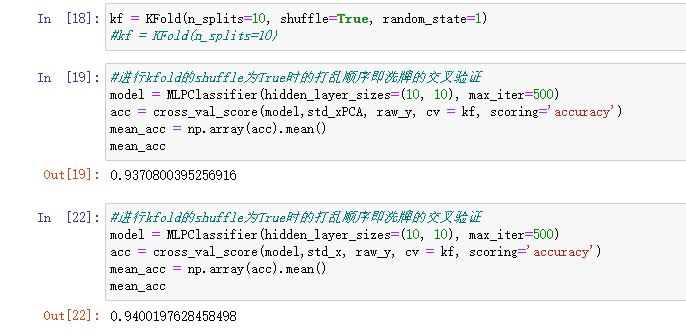 In [18]: kf = KFold(n_splits=10, shuffle=True, random_state=1)
#kf = KFold(n_splits=10)
In [19]: #进行kfold的shuffle为True时的打乱顺序即洗牌的交叉验证
model = MLPClassifier(hidden_layer_sizes=(10, 10), max_iter=500)
acc = cross_val_score(model,std_xPCA, raw_y, cv = kf, scoring='accuracy')
mean_acc = np.array(acc).mean()
mean_acc
Out[19]: 0.9370800395256916
In [22]: #进行kfold的shuffle为True时的打乱顺序即洗牌的交叉验证
model = MLPClassifier(hidden_layer_sizes=(10, 10), max_iter=500)
acc = cross_val_score(model,std_x, raw_y, cv = kf, scoring='accuracy')
mean_acc = np.array(acc).mean()
mean_acc
Out[22]: 0.9400197628458498